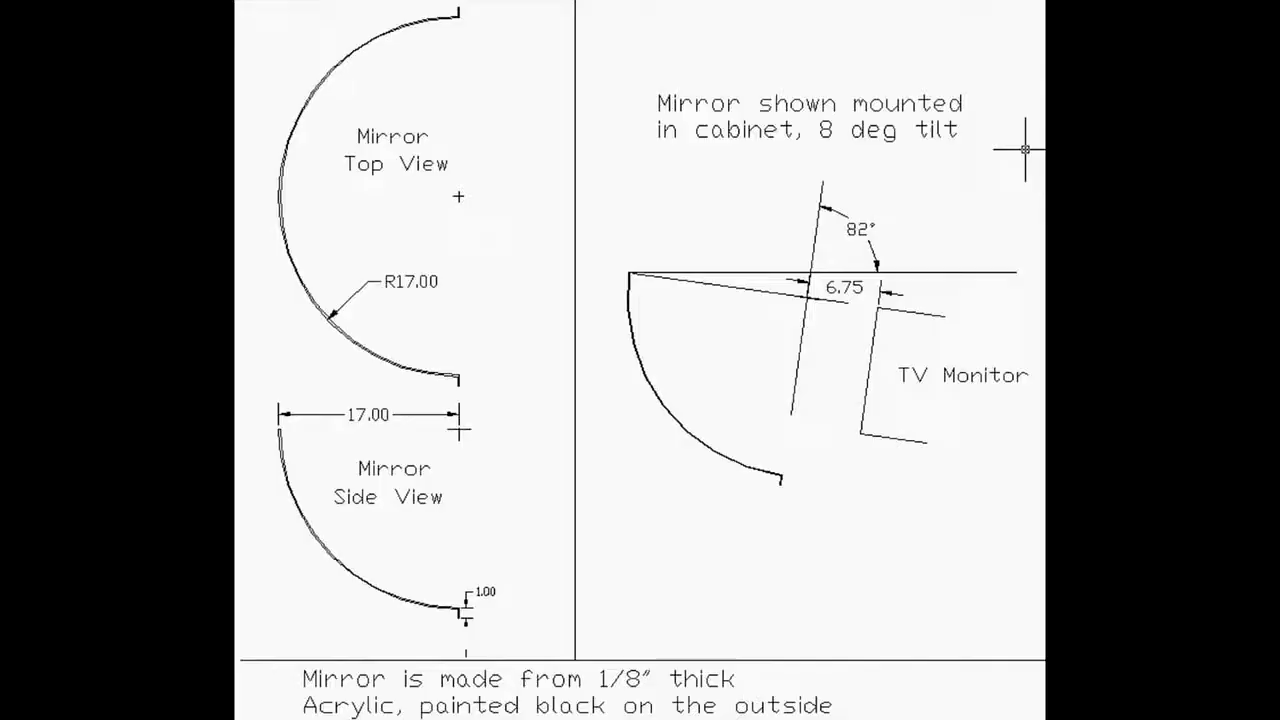 Mirror
Top View
R17.00
17.00
Mirror
Side View
1.00
Mirror shown mounted
in cabinet, 8 deg tilt
82°
6.75
TV Monitor
Mirror is made from 1/8" thick
Acrylic, painted black on the outside